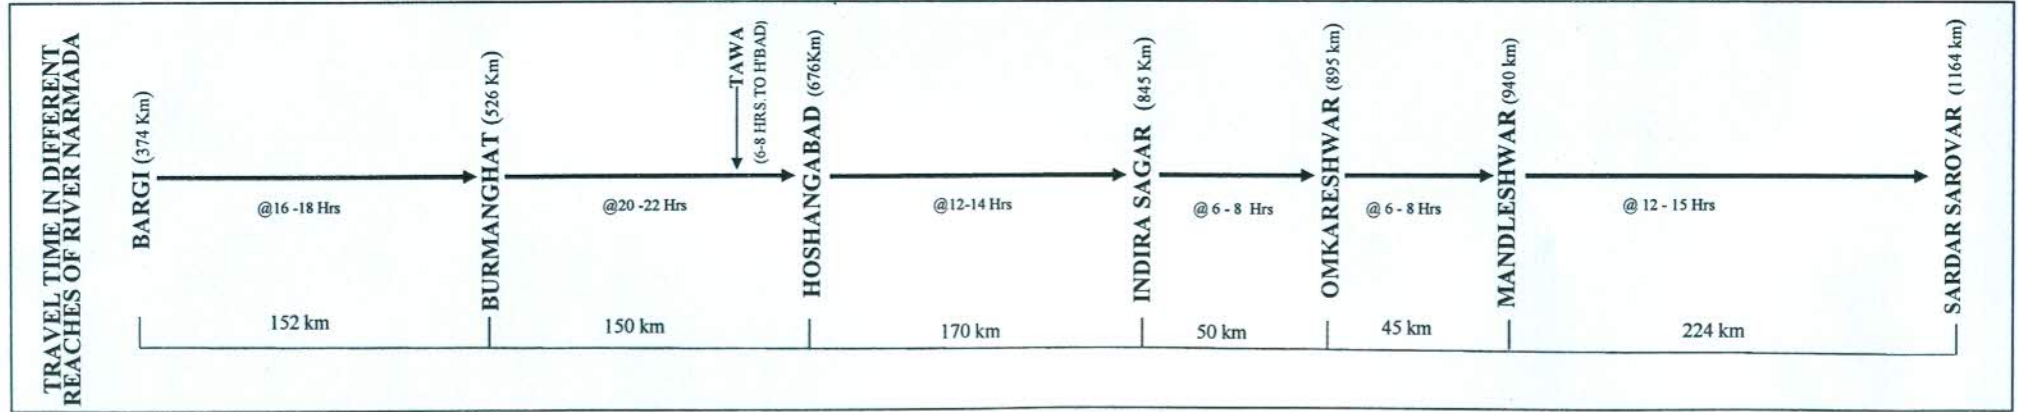 TRAVEL TIME IN DIFFERENT
REACHES OF RIVER NARMADA
BARGI (374 Km)
@16 -18 Hrs
BURMANGHAT (526 Km)
@20 -22 Hrs
TAWA
(6-8 HRS.TO H'BAD)
HOSHANGABAD (676Km)
@12-14 Hrs
INDIRA SAGAR (845 Km)
@ 6 - 8 Hrs
OMKARESHWAR (895 km)
@ 6 - 8 Hrs
MANDLESHWAR (940 km)
@ 12 - 15 Hrs
SARDAR SAROVAR (1164 km)
152 km
150 km
170 km
50 km
45 km
224 km